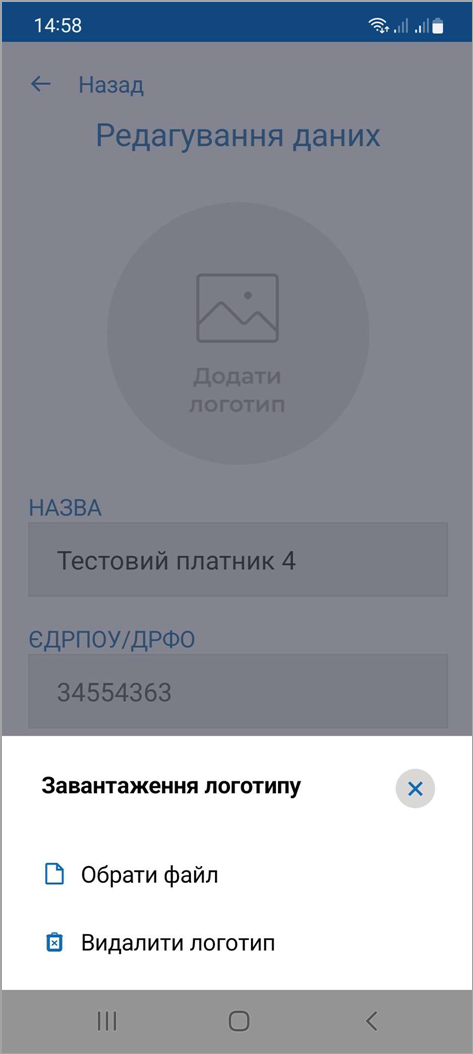 14:58
Назад
Редагування даних
Додати
логотип
НАЗВА
Тестовий платник 4
ЄДРПОУ/ДРФО
34554363
Завантаження логотипу
Обрати файл
Видалити логотип